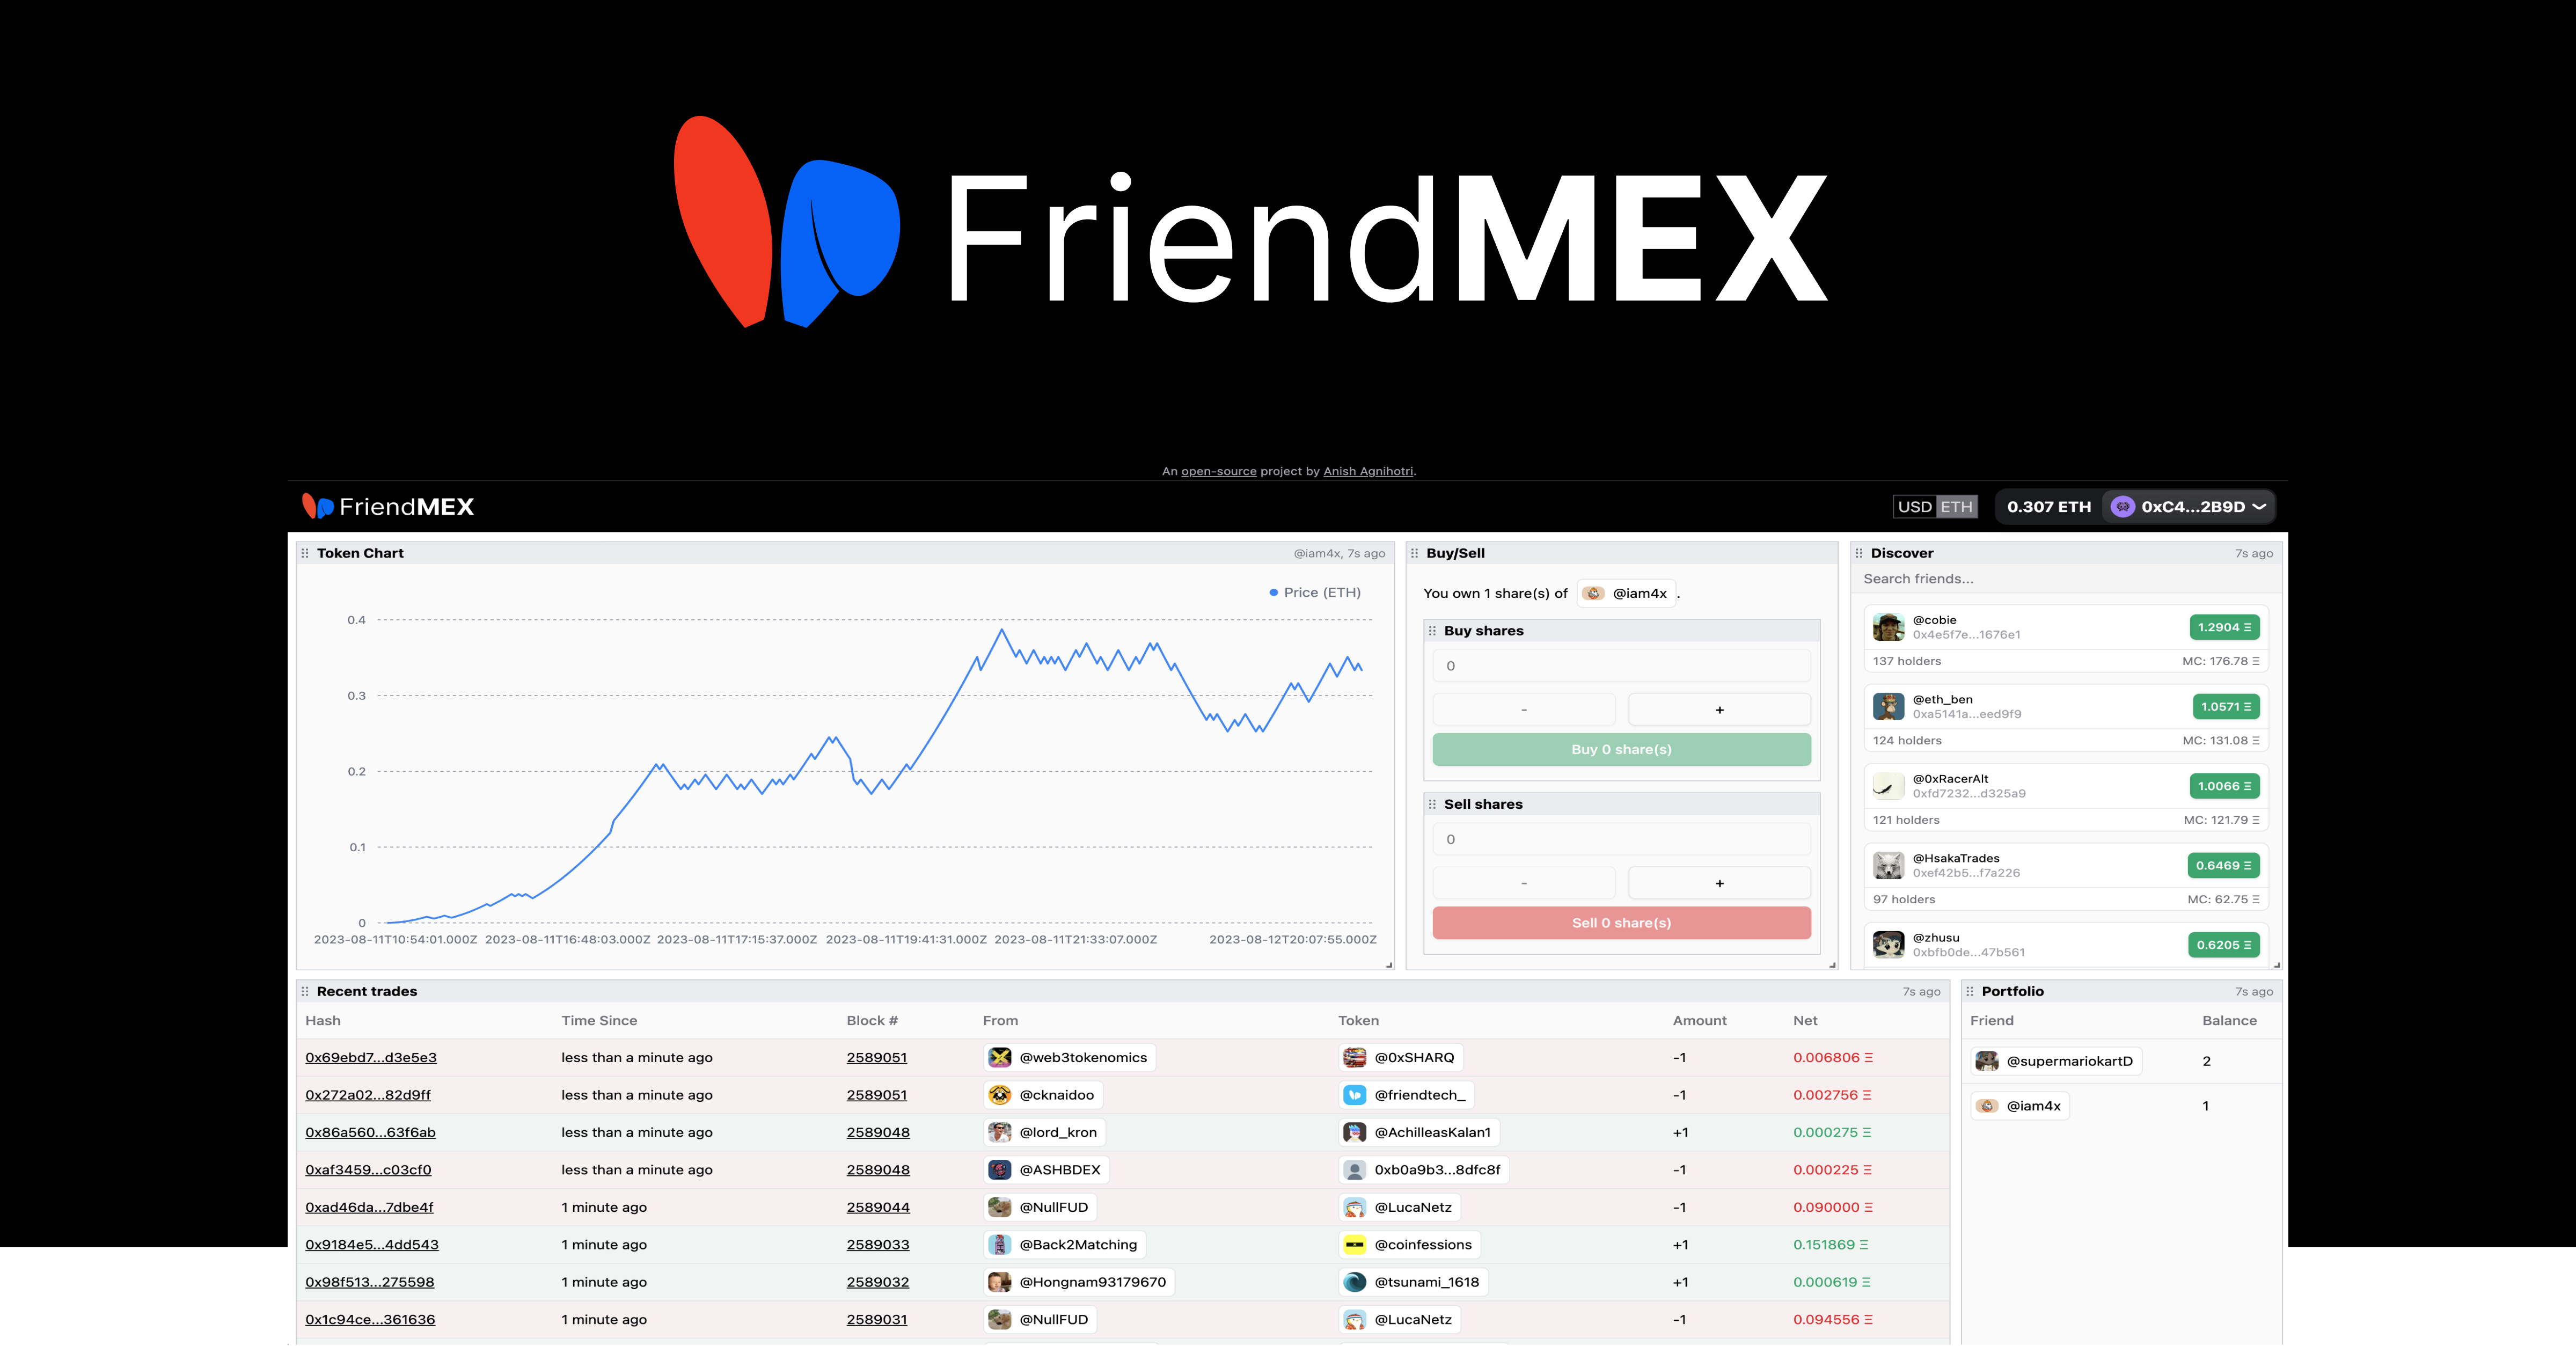 FriendMEX
An open-source project by Anish Agnihotri.
FriendMEX
USD ETH 0.307 ETH 0xC4...2B9D
Token Chart @iam4x, 7s ago
Price (ETH)
0.4
0.3
0.2
0.1
0
2023-08-11T10:54:01.000Z 2023-08-11T16:48:03.000Z 2023-08-11T17:15:37.000Z 2023-08-11T19:41:31.000Z 2023-08-11T21:33:07.000Z 2023-08-12T20:07:55.000Z
Buy/Sell
You own 1 share(s) of @iam4x .
Buy shares
0
- +
Buy 0 share(s)
Sell shares
0
- +
Sell 0 share(s)
Discover 7s ago
Search friends...
@cobie
0x4e5f7e...1676e1
1.2904 Ξ
137 holders MC: 176.78 Ξ
@eth_ben
0xa5141a...eed9f9
1.0571 Ξ
124 holders MC: 131.08 Ξ
@0xRacerAlt
0xfd7232...d325a9
1.0066 Ξ
121 holders MC: 121.79 Ξ
@HsakaTrades
0xef42b5...f7a226
0.6469 Ξ
97 holders MC: 62.75 Ξ
@zhusu
0xbfb0de...47b561
0.6205 Ξ
Recent trades 7s ago
Hash Time Since Block # From Token Amount Net
0x69ebd7...d3e5e3 less than a minute ago 2589051 @web3tokenomics @0xSHARQ -1 0.006806 Ξ
0x272a02...82d9ff less than a minute ago 2589051 @cknaidoo @friendtech_ -1 0.002756 Ξ
0x86a560...63f6ab less than a minute ago 2589048 @lord_kron @AchilleasKalan1 +1 0.000275 Ξ
0xaf3459...c03cf0 less than a minute ago 2589048 @ASHBDEX 0xb0a9b3...8dfc8f -1 0.000225 Ξ
0xad46da...7dbe4f 1 minute ago 2589044 @NullFUD @LucaNetz -1 0.090000 Ξ
0x9184e5...4dd543 1 minute ago 2589033 @Back2Matching @coinfessions +1 0.151869 Ξ
0x98f513...275598 1 minute ago 2589032 @Hongnam93179670 @tsunami_1618 +1 0.000619 Ξ
0x1c94ce...361636 1 minute ago 2589031 @NullFUD @LucaNetz -1 0.094556 Ξ
Portfolio 7s ago
Friend Balance
@supermariokartD 2
@iam4x 1